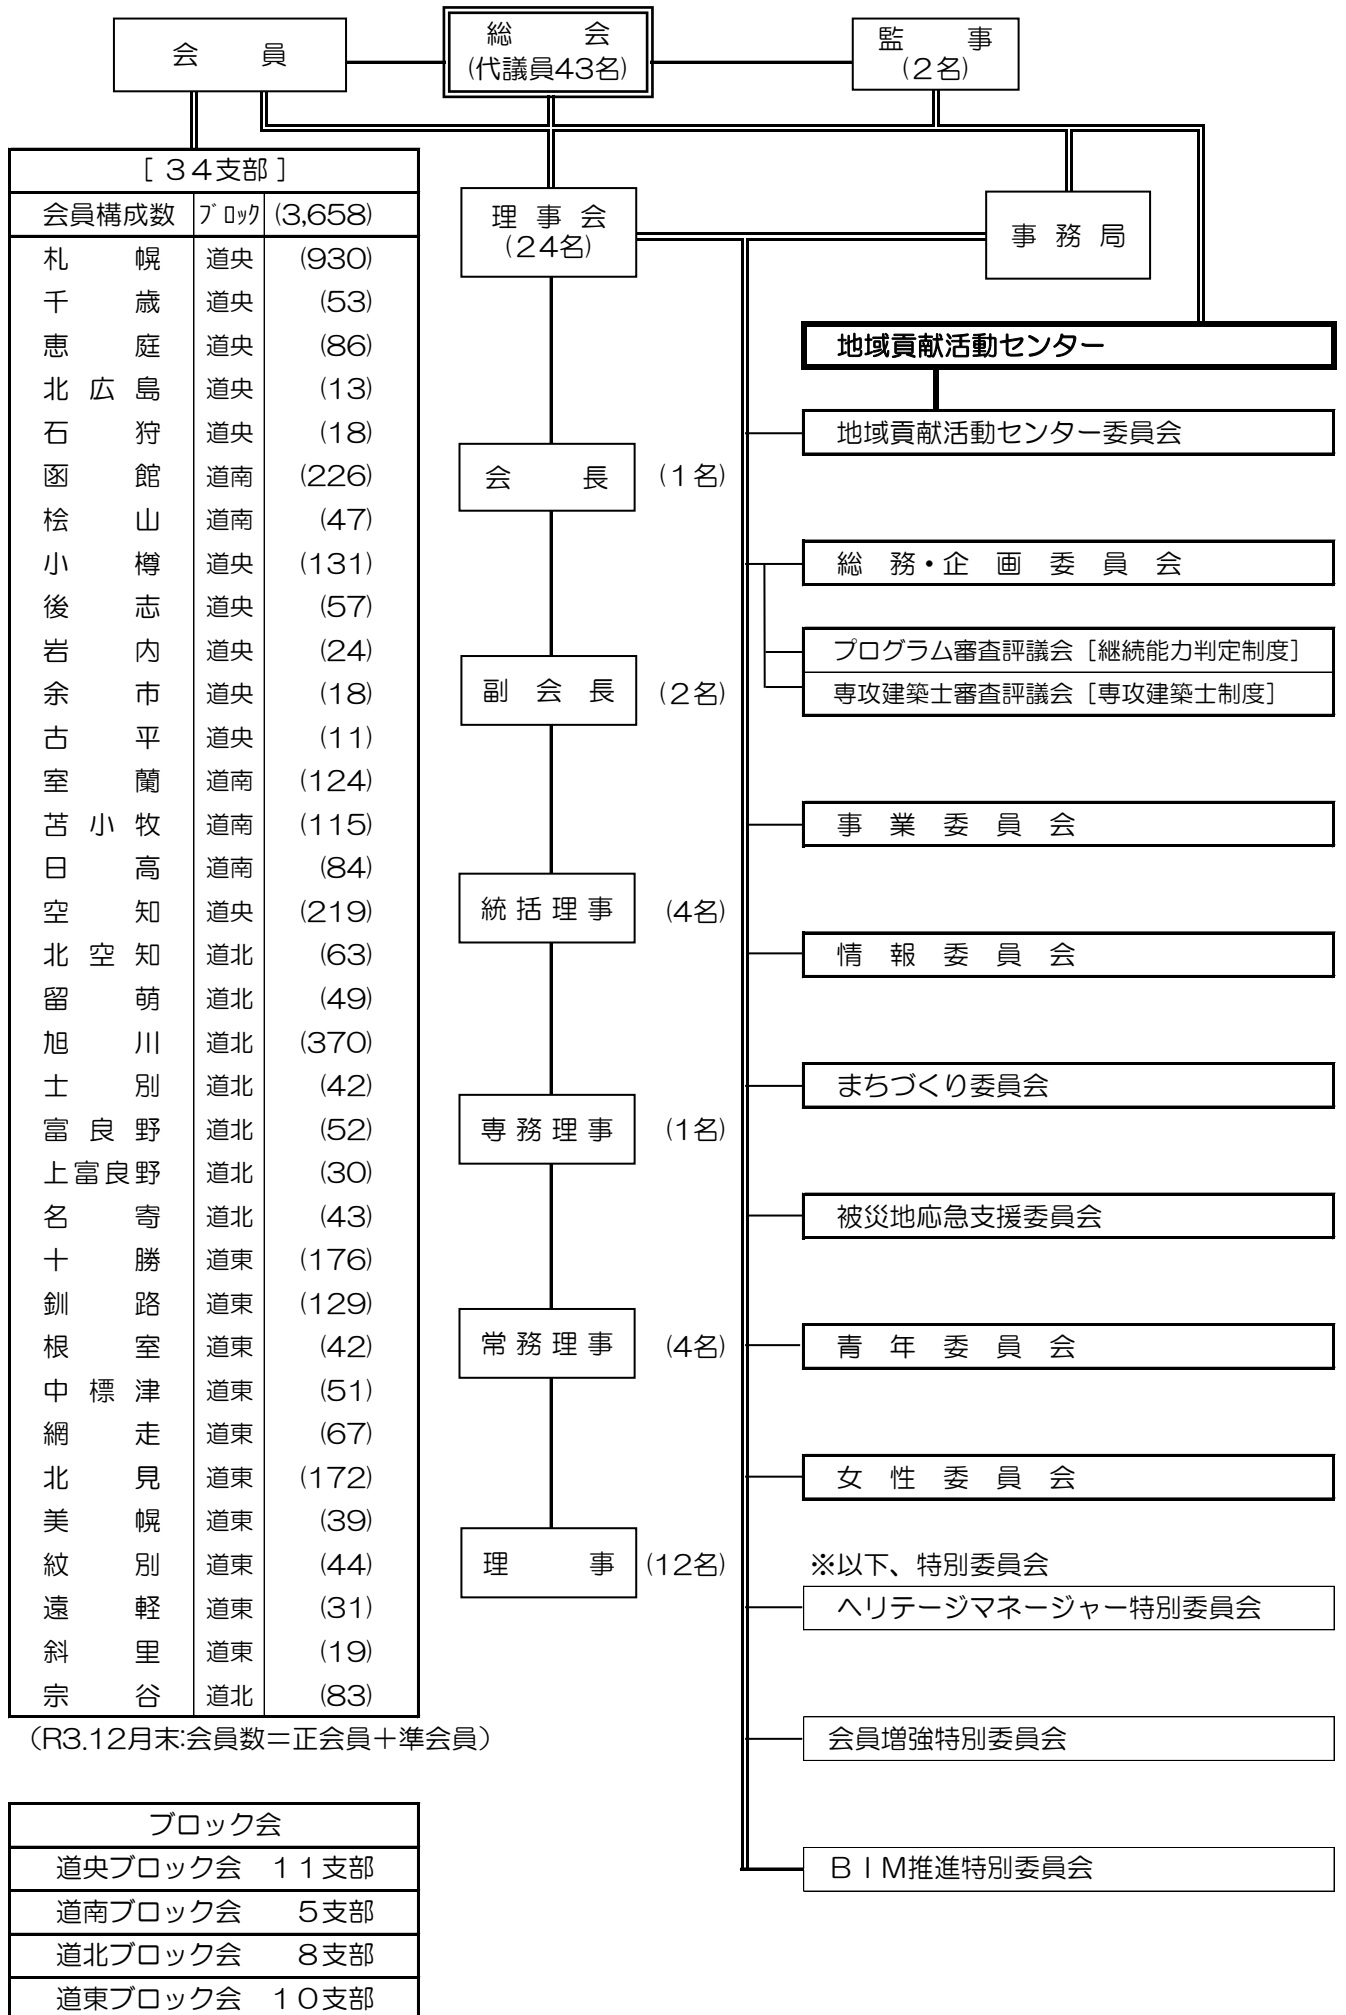 会員
総会
(代議員43名)
監事
(2名)
[ 34支部 ]
会員構成数 ブロック (3,658)
札幌 道央 (930)
千歳 道央 (53)
恵庭 道央 (86)
北広島 道央 (13)
石狩 道央 (18)
函館 道南 (226)
桧山 道南 (47)
小樽 道央 (131)
後志 道央 (57)
岩内 道央 (24)
余市 道央 (18)
古平 道央 (11)
室蘭 道南 (124)
苫小牧 道南 (115)
日高 道南 (84)
空知 道央 (219)
北空知 道北 (63)
留萌 道北 (49)
旭川 道北 (370)
士別 道北 (42)
富良野 道北 (52)
上富良野 道北 (30)
名寄 道北 (43)
十勝 道東 (176)
釧路 道東 (129)
根室 道東 (42)
中標津 道東 (51)
網走 道東 (67)
北見 道東 (172)
美幌 道東 (39)
紋別 道東 (44)
遠軽 道東 (31)
斜里 道東 (19)
宗谷 道北 (83)
(R3.12月末:会員数=正会員+準会員)
ブロック会
道央ブロック会 11支部
道南ブロック会 5支部
道北ブロック会 8支部
道東ブロック会 10支部
理事会
(24名)
事務局
会長 (1名)
副会長 (2名)
統括理事 (4名)
専務理事 (1名)
常務理事 (4名)
理事 (12名)
地域貢献活動センター
地域貢献活動センター委員会
総務・企画委員会
プログラム審査評議会 [継続能力判定制度]
専攻建築士審査評議会 [専攻建築士制度]
事業委員会
情報委員会
まちづくり委員会
被災地応急支援委員会
青年委員会
女性委員会
※以下、特別委員会
ヘリテージマネージャー特別委員会
会員増強特別委員会
BIM推進特別委員会